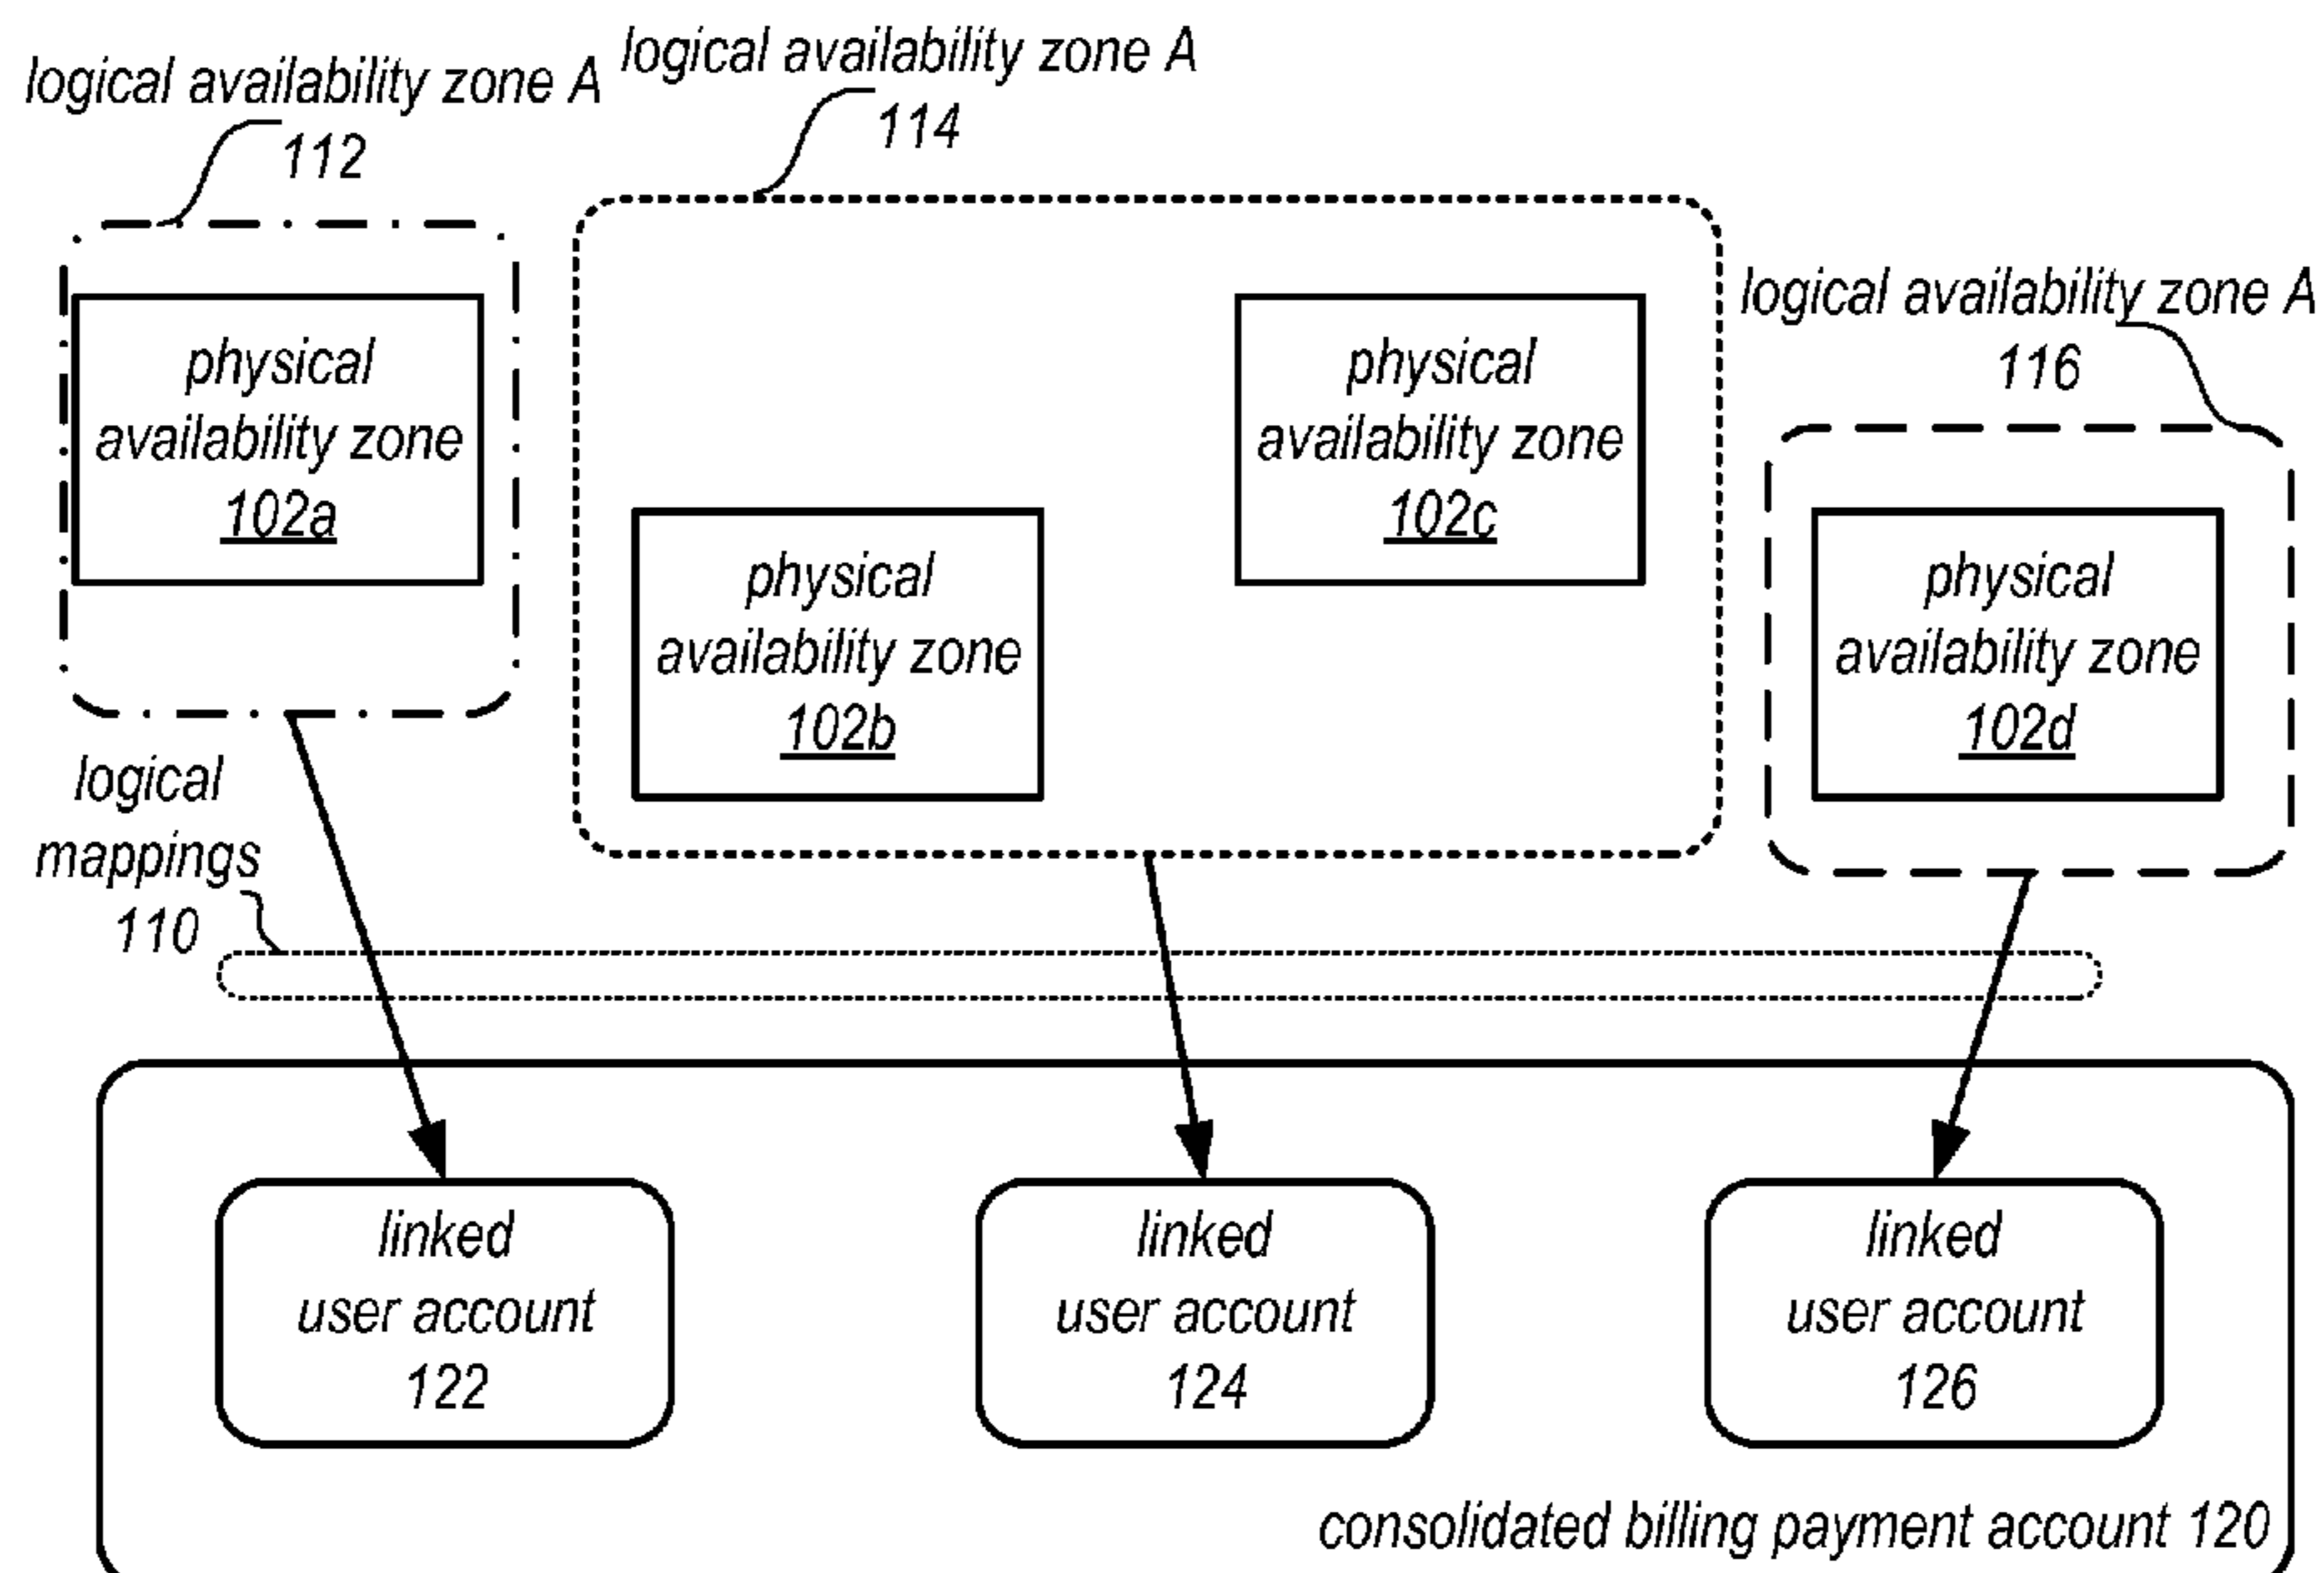 logical availability zone A
112
logical availability zone A
114
logical availability zone A
116
physical
availability zone
102a
physical
availability zone
102b
physical
availability zone
102c
physical
availability zone
102d
logical
mappings
110
linked
user account
122
linked
user account
124
linked
user account
126
consolidated billing payment account 120